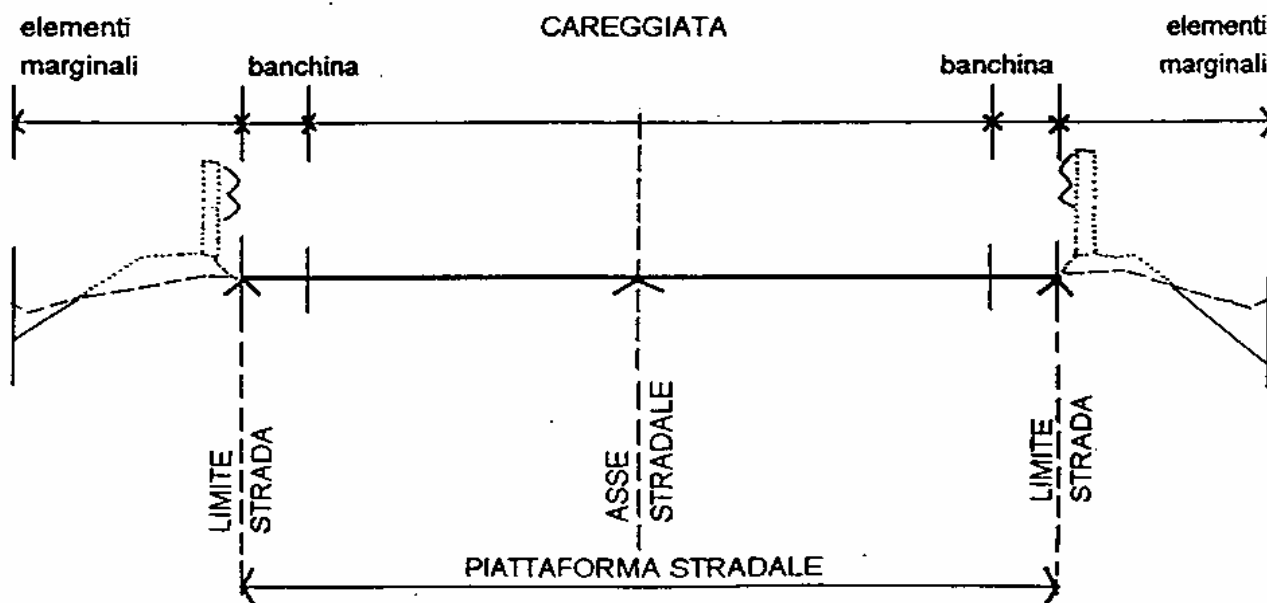 elementi
marginali
banchina
CAREGGIATA
banchina
elementi
marginali
LIMITE
STRADA
ASSE
STRADALE
LIMITE
STRADA
PIATTAFORMA STRADALE